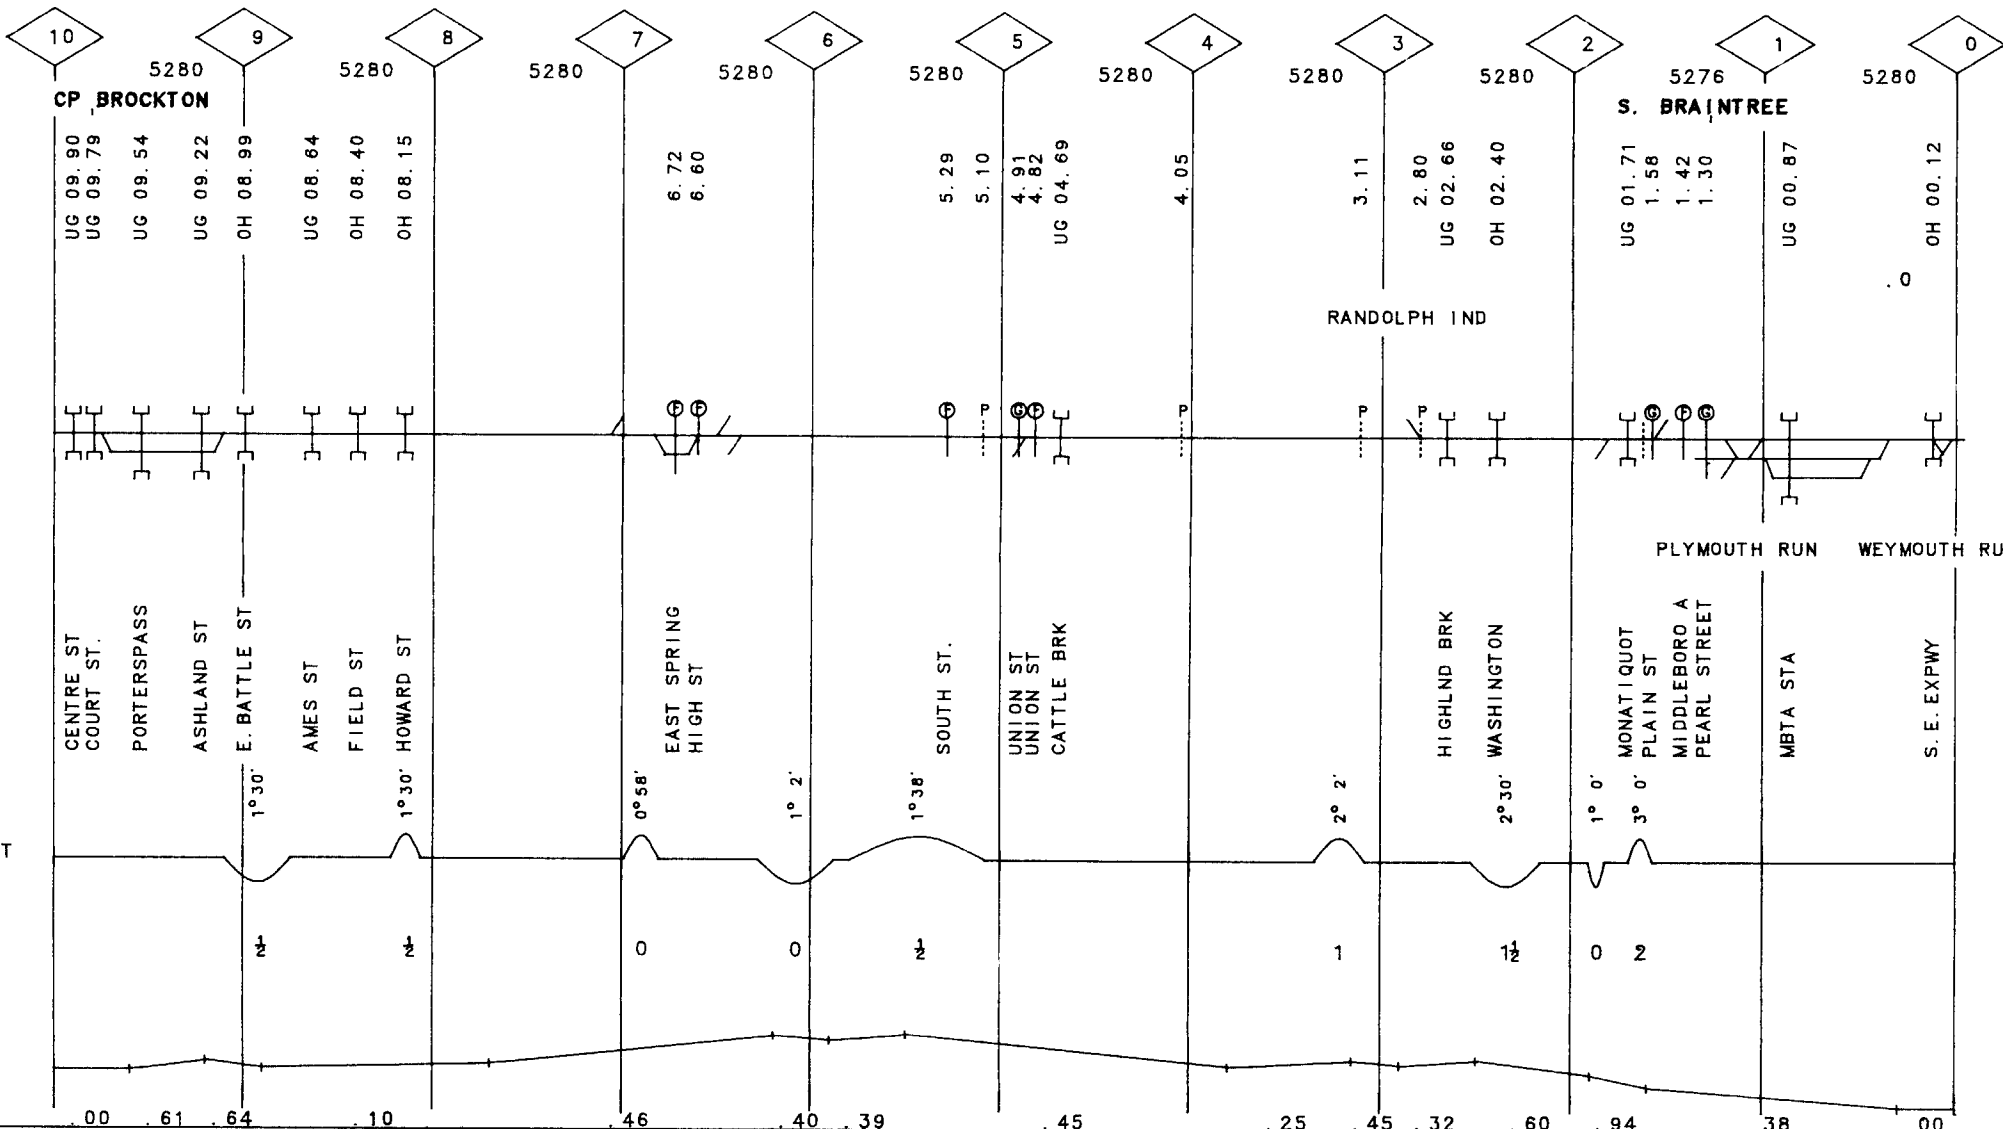 10 9 8 7 6 5 4 3 2 1 0
5280 5280 5280 5280 5280 5280 5280 5276 5280
CP BROCKTON
S. BRAINTREE
UG 09.90
UG 09.79
UG 09.54
UG 09.22
OH 08.99
UG 08.64
OH 08.40
OH 08.15
6.72
6.60
5.29
5.10
4.91
4.82
UG 04.69
4.05
3.11
2.80
UG 02.66
OH 02.40
UG 01.71
1.58
1.42
1.30
UG 00.87
OH 00.12
.0
RANDOLPH IND
F F F P G F P P P G F G
PLYMOUTH RUN WEYMOUTH RU
CENTRE ST
COURT ST.
PORTERSPASS
ASHLAND ST
E. BATTLE ST
AMES ST
FIELD ST
HOWARD ST
EAST SPRING
HIGH ST
SOUTH ST.
UNION ST
UNION ST
CATTLE BRK
HIGHLND BRK
WASHINGTON
MONATIQUOT
PLAIN ST
MIDDLEBORO A
PEARL STREET
MBTA STA
S.E. EXPWY
1°30' 1°30' 0°58' 1° 2' 1°38' 2° 2' 2°30' 1° 0' 3° 0'
T
½ ½ 0 0 ½ 1 1½ 0 2
.00 .61 .64 .10 .46 .40 .39 .45 .25 .45 .32 .60 .94 .38 .00